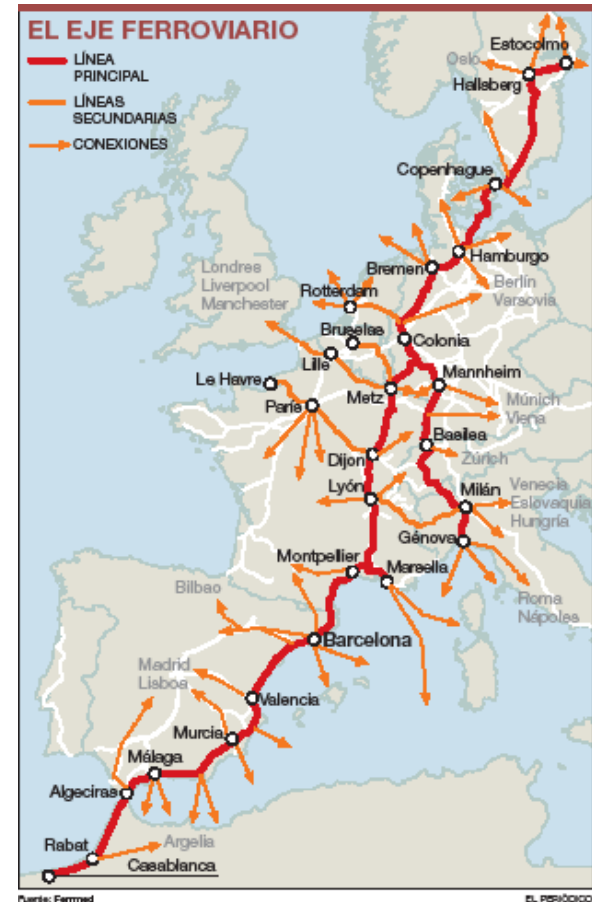 EL EJE FERROVIARIO
LÍNEA
PRINCIPAL
LÍNEAS
SECUNDARIAS
CONEXIONES
Oslo
Estocolmo
Hallsberg
Copenhague
Hamburgo
Bremen
Berlín
Varsovia
Londres
Liverpool
Manchester
Rotterdam
Bruselas
Colonia
Lille
Le Havre
Metz
Mannheim
París
Múnich
Viena
Basilea
Dijon
Zúrich
Lyón
Milán
Venecia
Eslovaquia
Hungría
Génova
Montpellier
Marsella
Roma
Nápoles
Bilbao
Barcelona
Madrid
Lisboa
Valencia
Murcia
Málaga
Algeciras
Rabat
Argelia
Casablanca
Fuente: Ferrmed
EL PERIÓDICO